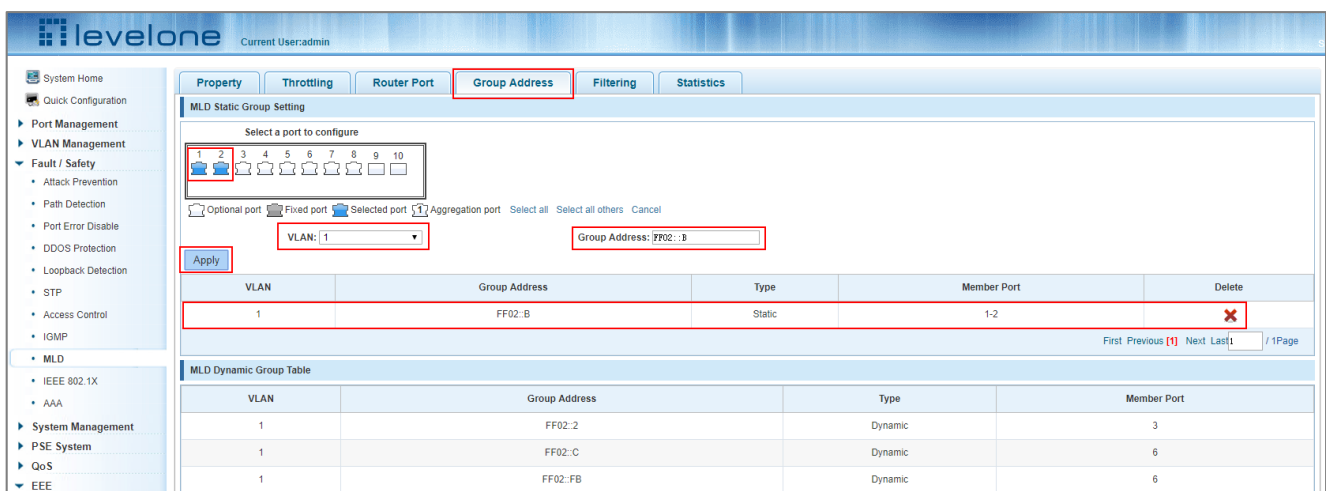 levelone Current User:admin
S
System Home
Quick Configuration
Port Management
VLAN Management
Fault / Safety
Attack Prevention
Path Detection
Port Error Disable
DDOS Protection
Loopback Detection
STP
Access Control
IGMP
MLD
IEEE 802.1X
AAA
System Management
PSE System
QoS
EEE
Property Throttling Router Port Group Address Filtering Statistics
MLD Static Group Setting
Select a port to configure
1 2 3 4 5 6 7 8 9 10
Optional port Fixed port Selected port 1 Aggregation port Select all Select all others Cancel
VLAN: 1 Group Address: FF02::B
Apply
VLAN Group Address Type Member Port Delete
1 FF02::B Static 1-2
First Previous [1] Next Last 1 / 1Page
MLD Dynamic Group Table
VLAN Group Address Type Member Port
1 FF02::2 Dynamic 3
1 FF02::C Dynamic 6
1 FF02::FB Dynamic 6